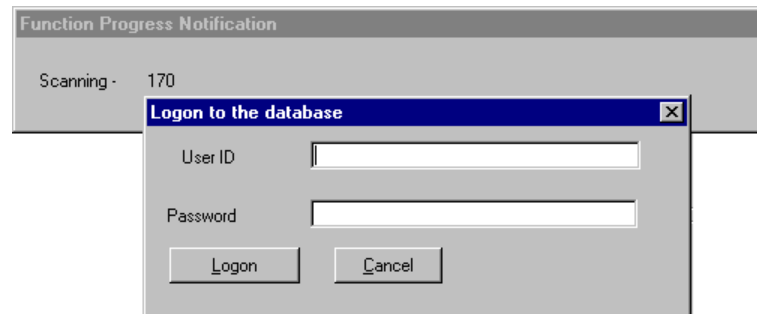 Function Progress Notification
Scanning - 170
Logon to the database
User ID
Password
Logon Cancel